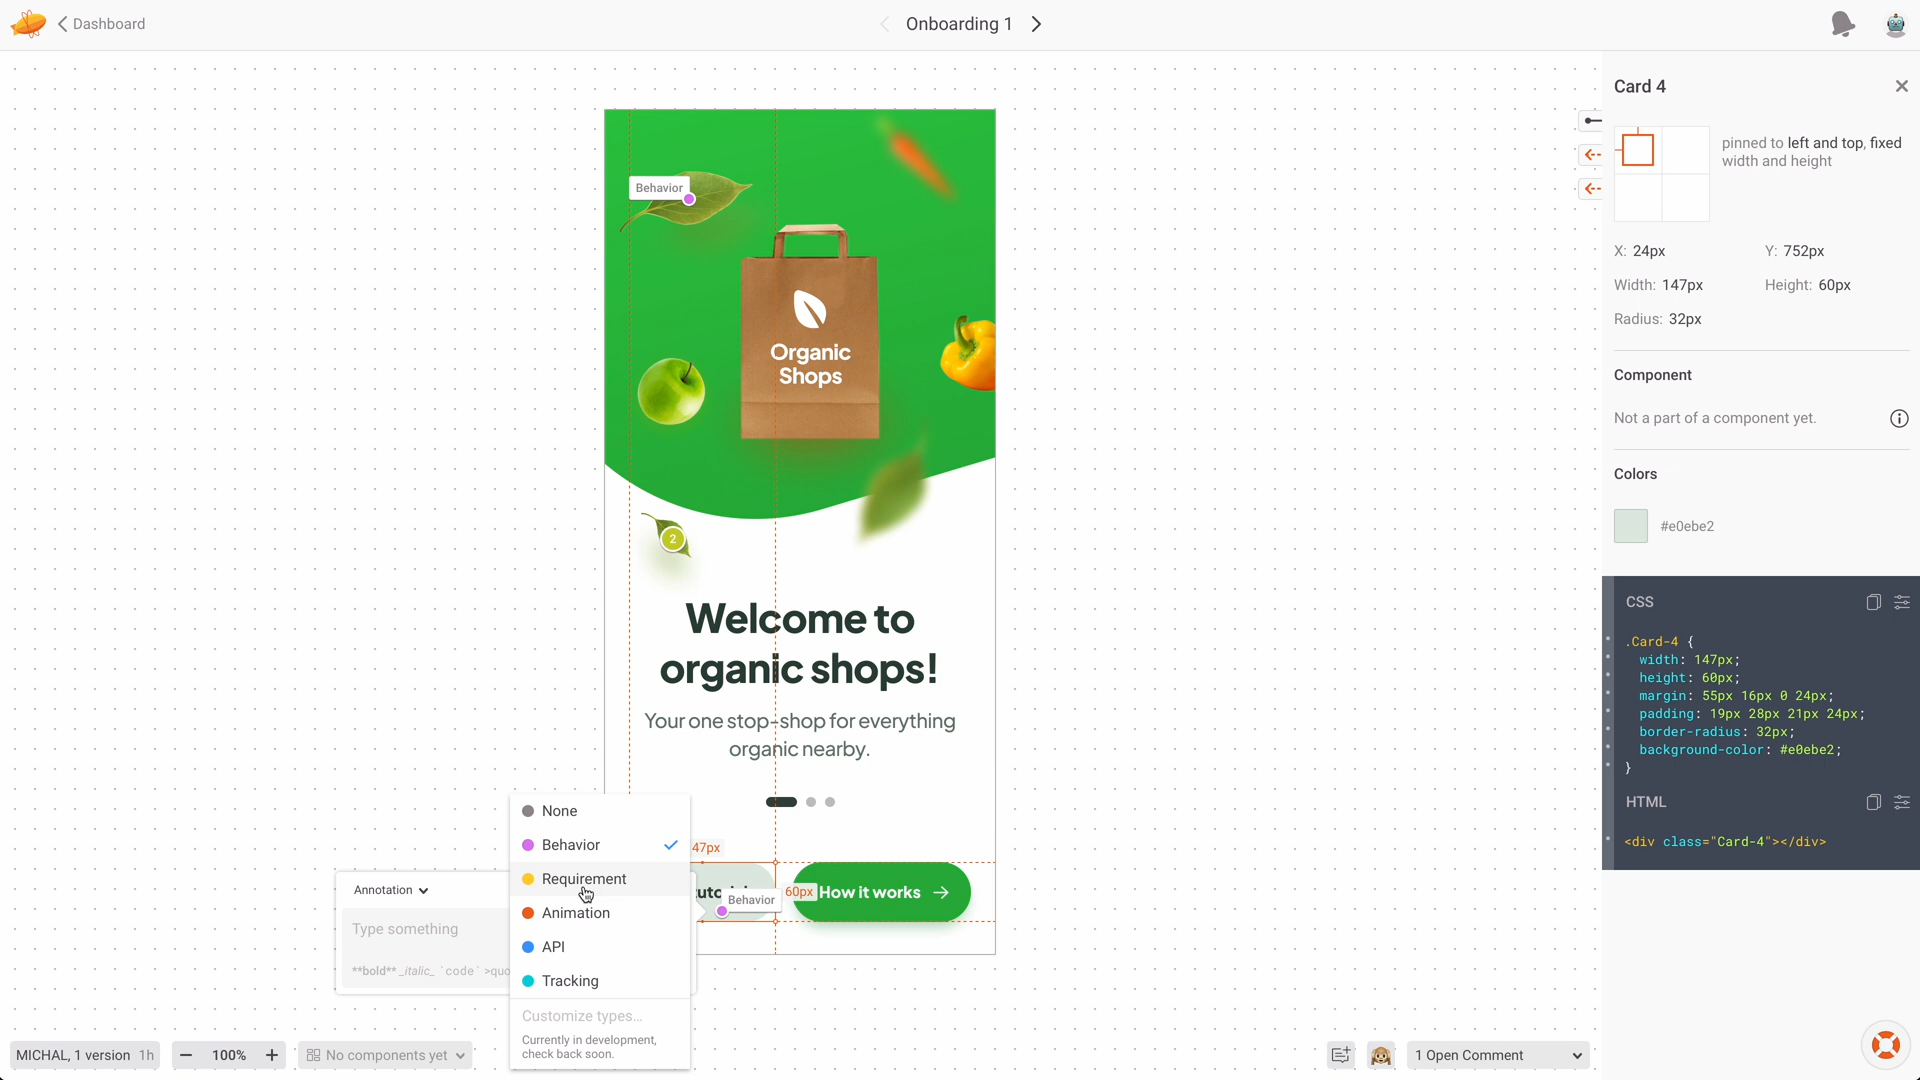 Dashboard
Onboarding 1
Card 4
pinned to left and top, fixed
width and height
X: 24px
Y: 752px
Width: 147px
Height: 60px
Radius: 32px
Component
Not a part of a component yet.
Colors
#e0ebe2
CSS
.Card-4 {
width: 147px;
height: 60px;
margin: 55px 16px 0 24px;
padding: 19px 28px 21px 24px;
border-radius: 32px;
background-color: #e0ebe2;
}
HTML
<div class="Card-4"></div>
Behavior
Organic
Shops
2
Welcome to
organic shops!
Your one stop-shop for everything
organic nearby.
47px
60px
How it works
Behavior
None
Behavior
Requirement
Animation
API
Tracking
Customize types...
Currently in development,
check back soon.
Annotation
Type something
**bold** _italic_ `code` >quo
MICHAL, 1 version 1h
100%
No components yet
1 Open Comment